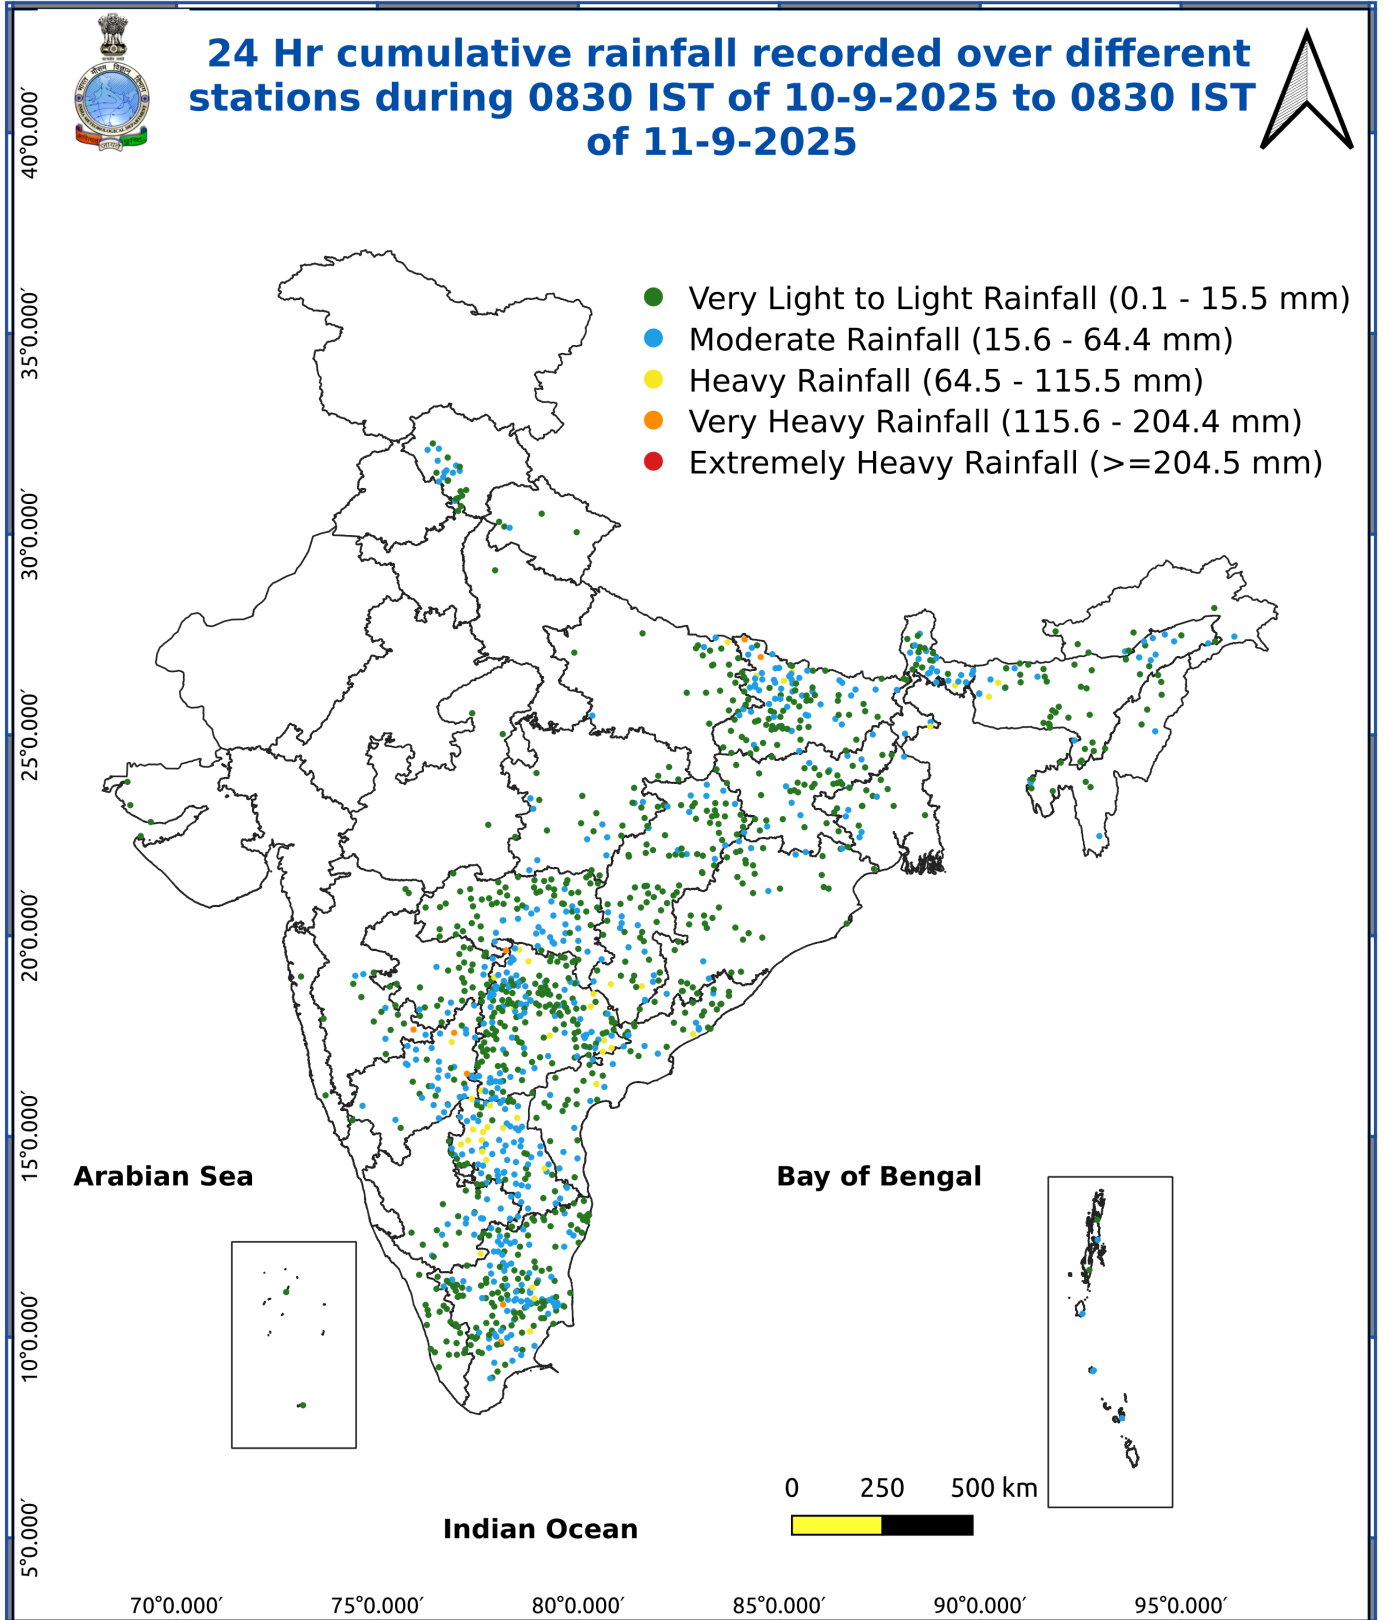 24 Hr cumulative rainfall recorded over different
stations during 0830 IST of 10-9-2025 to 0830 IST
of 11-9-2025
Very Light to Light Rainfall (0.1 - 15.5 mm)
Moderate Rainfall (15.6 - 64.4 mm)
Heavy Rainfall (64.5 - 115.5 mm)
Very Heavy Rainfall (115.6 - 204.4 mm)
Extremely Heavy Rainfall (>=204.5 mm)
40°0.000′
35°0.000′
30°0.000′
25°0.000′
20°0.000′
15°0.000′
10°0.000′
5°0.000′
Arabian Sea
Bay of Bengal
Indian Ocean
0 250 500 km
70°0.000′ 75°0.000′ 80°0.000′ 85°0.000′ 90°0.000′ 95°0.000′